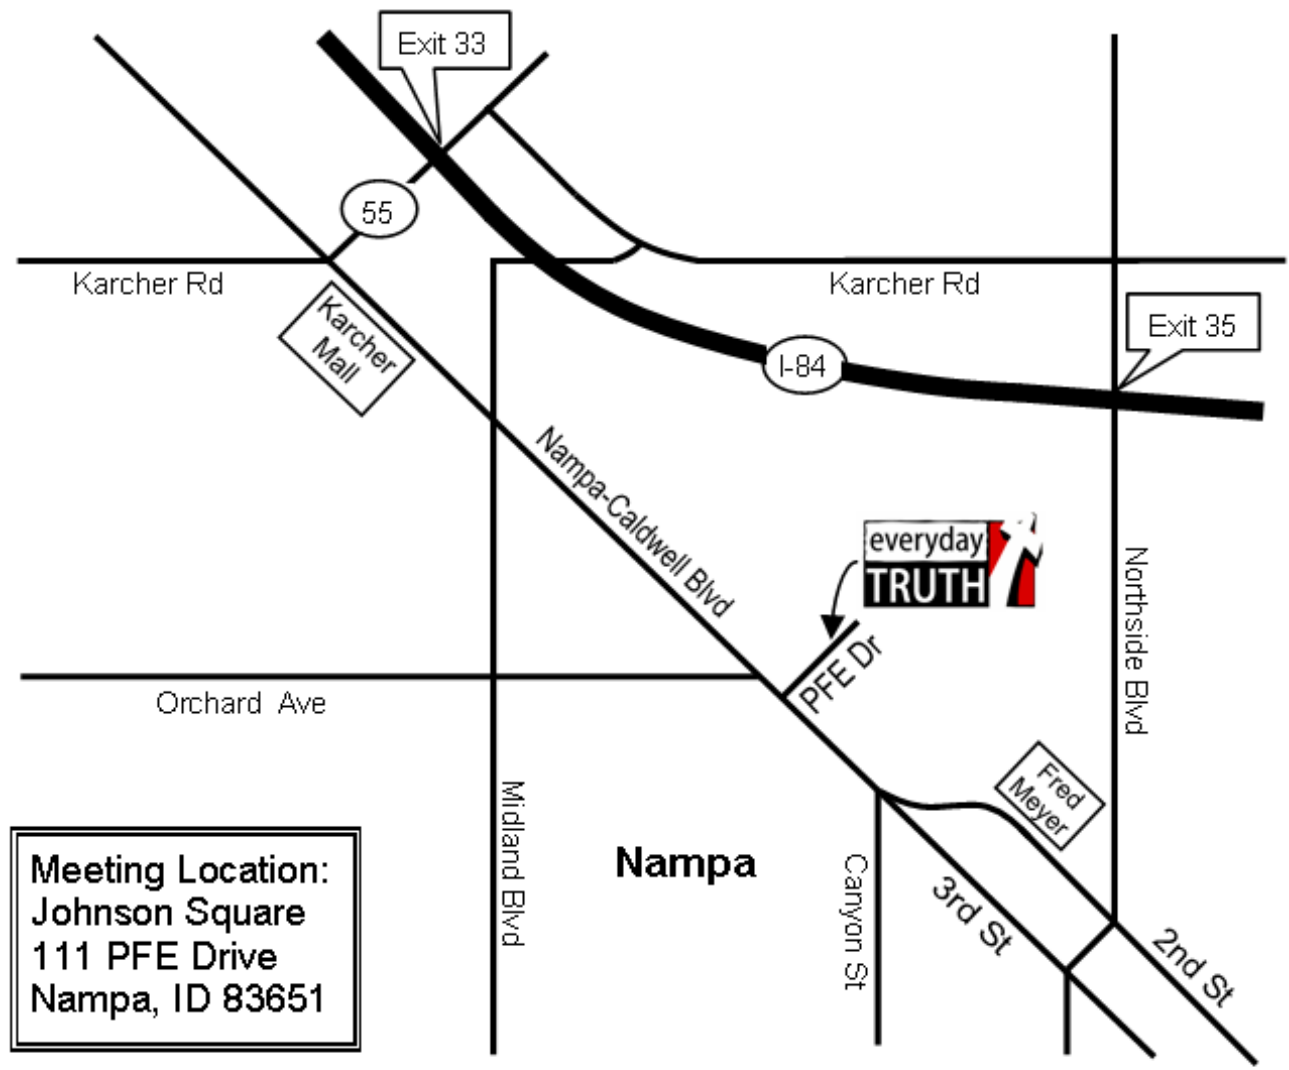 Exit 33
55
Karcher Rd
Karcher Rd
Karcher
Mall
Exit 35
I-84
Nampa-Caldwell Blvd
everyday
TRUTH
PFE Dr
Northside Blvd
Orchard Ave
Midland Blvd
Fred
Meyer
Nampa
Canyon St
3rd St
2nd St
Meeting Location:
Johnson Square
111 PFE Drive
Nampa, ID 83651